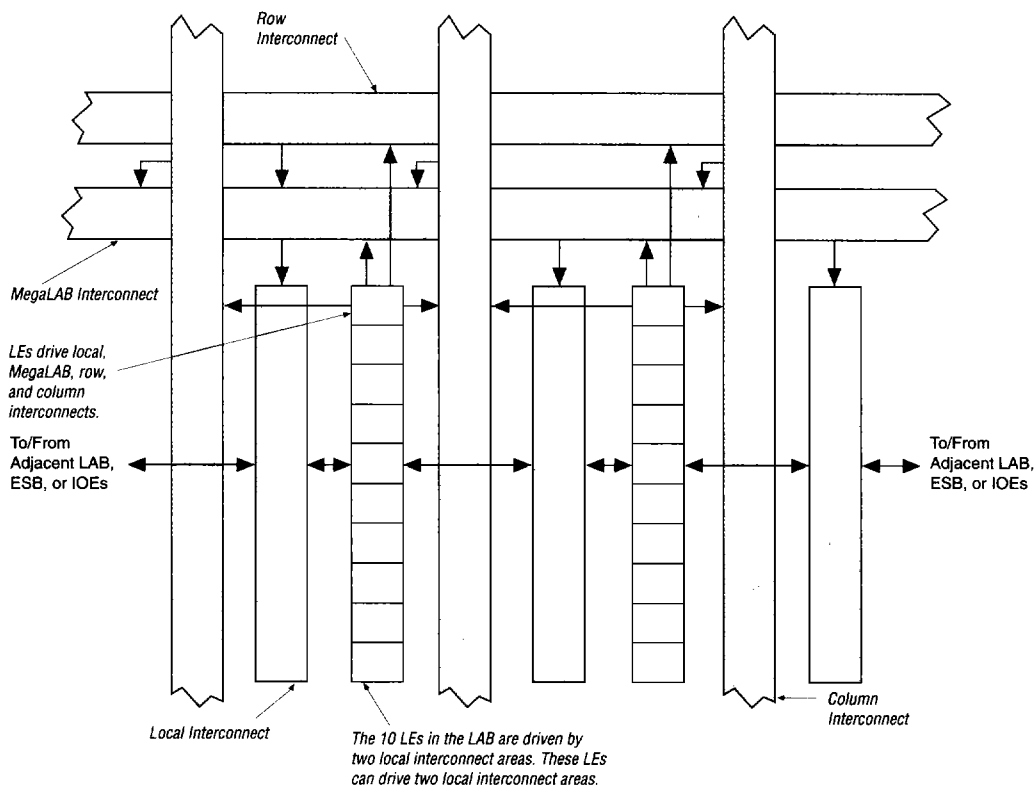 Row
Interconnect
MegaLAB Interconnect
LEs drive local,
MegaLAB, row,
and column
interconnects.
To/From
Adjacent LAB,
ESB, or IOEs
To/From
Adjacent LAB,
ESB, or IOEs
Local Interconnect
The 10 LEs in the LAB are driven by
two local interconnect areas. These LEs
can drive two local interconnect areas.
Column
Interconnect